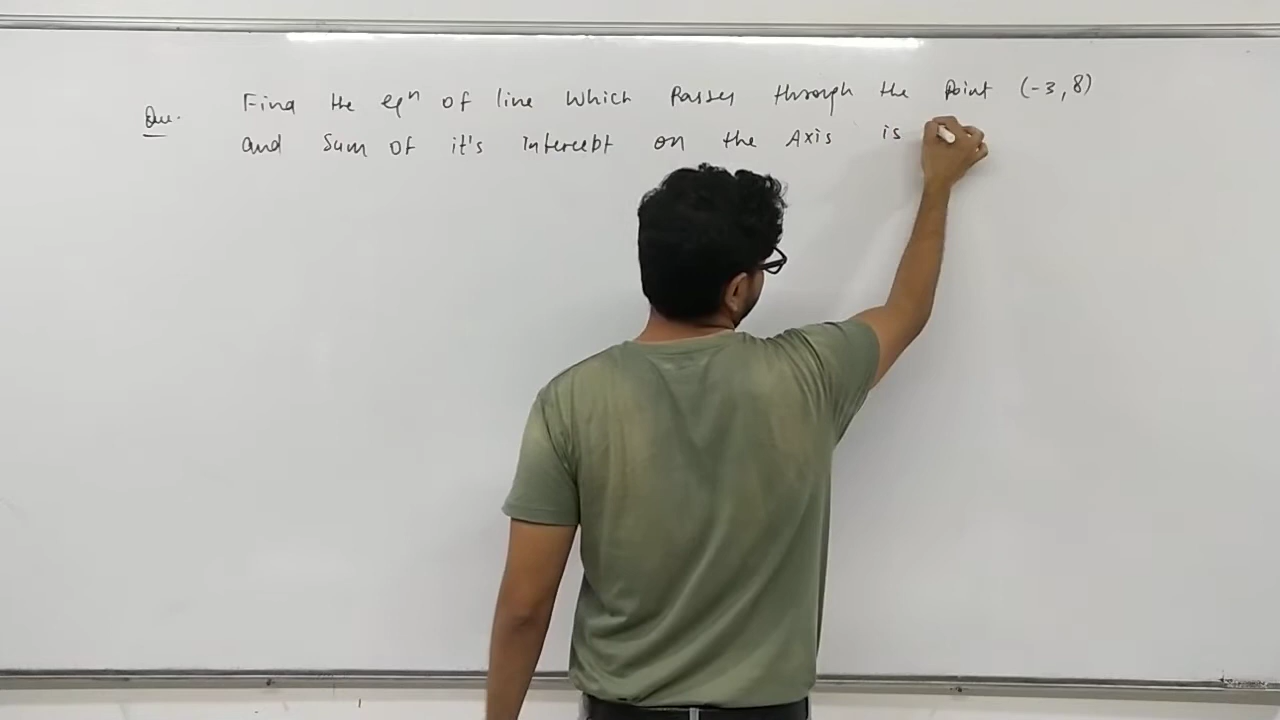 Que. Find the eqⁿ of line which Passes through the Point (-3,8)
and Sum of it's intercept on the Axis is